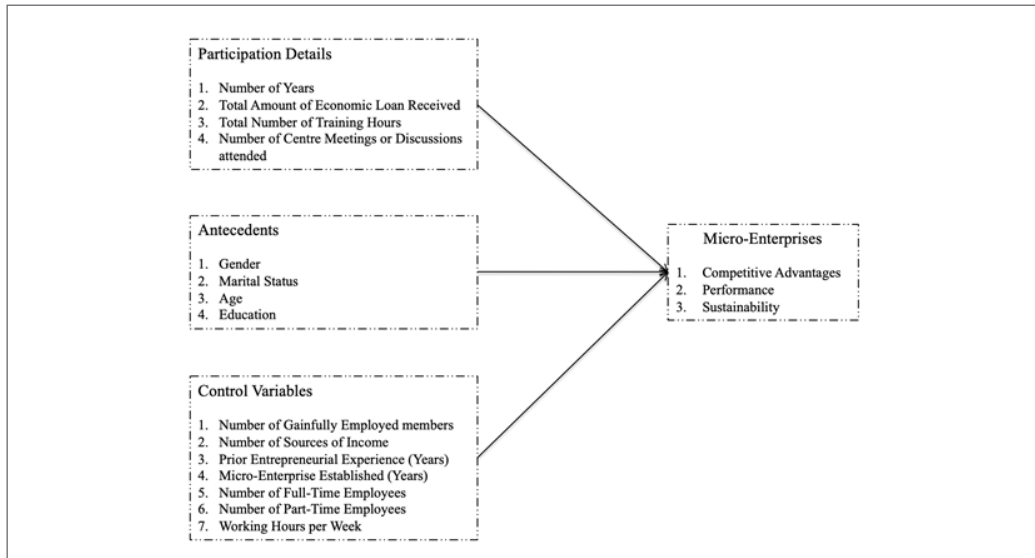 Participation Details
1. Number of Years
2. Total Amount of Economic Loan Received
3. Total Number of Training Hours
4. Number of Centre Meetings or Discussions
attended
Antecedents
1. Gender
2. Marital Status
3. Age
4. Education
Micro-Enterprises
1. Competitive Advantages
2. Performance
3. Sustainability
Control Variables
1. Number of Gainfully Employed members
2. Number of Sources of Income
3. Prior Entrepreneurial Experience (Years)
4. Micro-Enterprise Established (Years)
5. Number of Full-Time Employees
6. Number of Part-Time Employees
7. Working Hours per Week